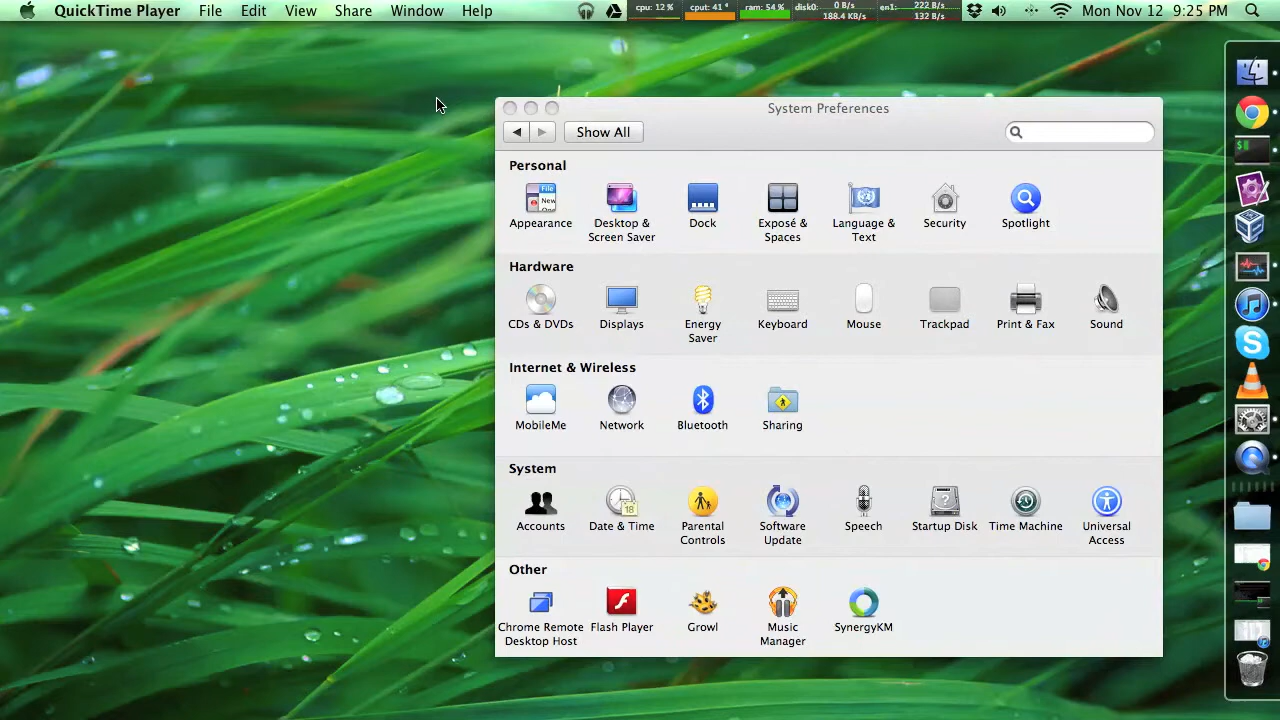 QuickTime Player File Edit View Share Window Help cpu: 12 % cput: 41 ° ram: 54 % disk0: 0 B/s 188.4 KB/s en1: 222 B/s 132 B/s Mon Nov 12 9:25 PM
System Preferences
Show All
Personal
Appearance Desktop & Screen Saver Dock Exposé & Spaces Language & Text Security Spotlight
Hardware
CDs & DVDs Displays Energy Saver Keyboard Mouse Trackpad Print & Fax Sound
Internet & Wireless
MobileMe Network Bluetooth Sharing
System
Accounts Date & Time Parental Controls Software Update Speech Startup Disk Time Machine Universal Access
Other
Chrome Remote Desktop Host Flash Player Growl Music Manager SynergyKM